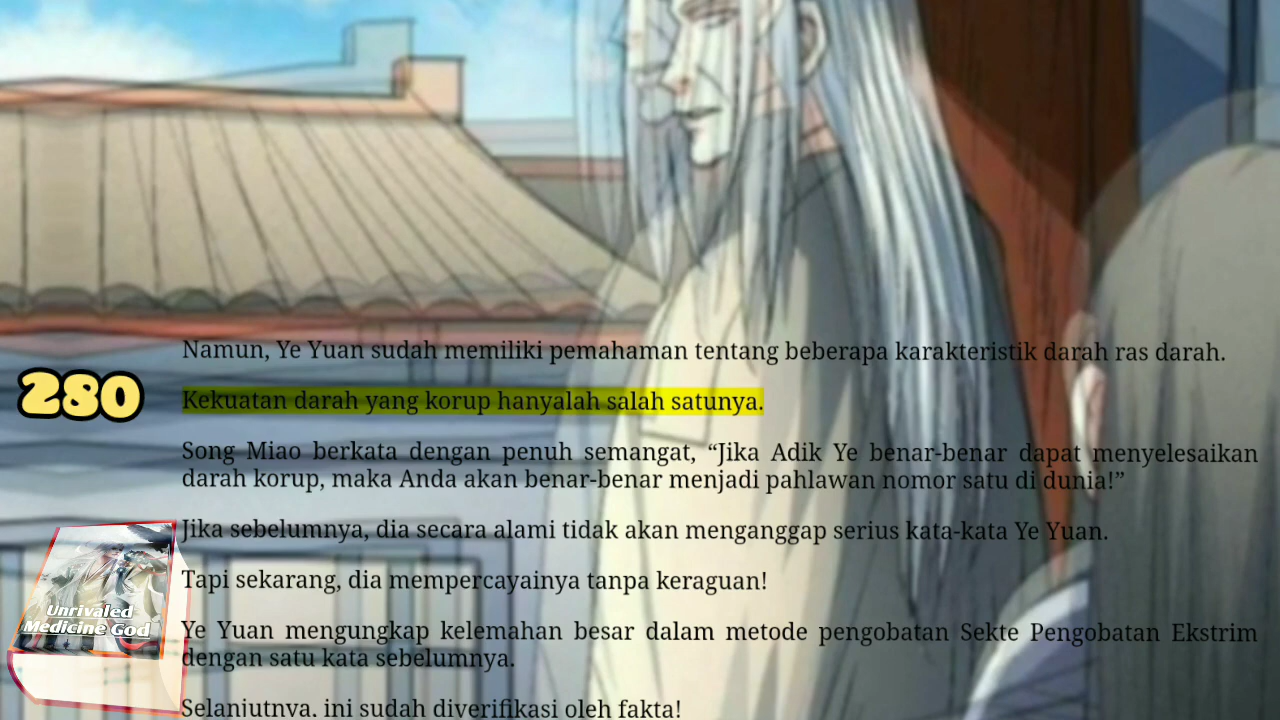 Namun, Ye Yuan sudah memiliki pemahaman tentang beberapa karakteristik darah ras darah.
280
Kekuatan darah yang korup hanyalah salah satunya.
Song Miao berkata dengan penuh semangat, “Jika Adik Ye benar-benar dapat menyelesaikan
darah korup, maka Anda akan benar-benar menjadi pahlawan nomor satu di dunia!”
Jika sebelumnya, dia secara alami tidak akan menganggap serius kata-kata Ye Yuan.
Tapi sekarang, dia mempercayainya tanpa keraguan!
Unrivaled
Medicine God
Ye Yuan mengungkap kelemahan besar dalam metode pengobatan Sekte Pengobatan Ekstrim
dengan satu kata sebelumnya.
Selanjutnya, ini sudah diverifikasi oleh fakta!